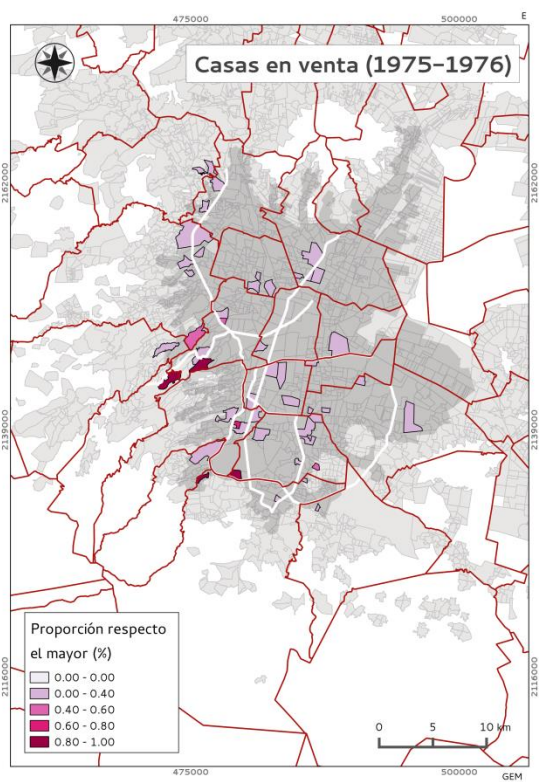 475000
500000
E
Casas en venta (1975–1976)
2162000
2162000
2139000
2139000
2116000
2116000
Proporción respecto
el mayor (%)
0.00 - 0.00
0.00 - 0.40
0.40 - 0.60
0.60 - 0.80
0.80 - 1.00
0 5 10 km
475000
500000
GEM